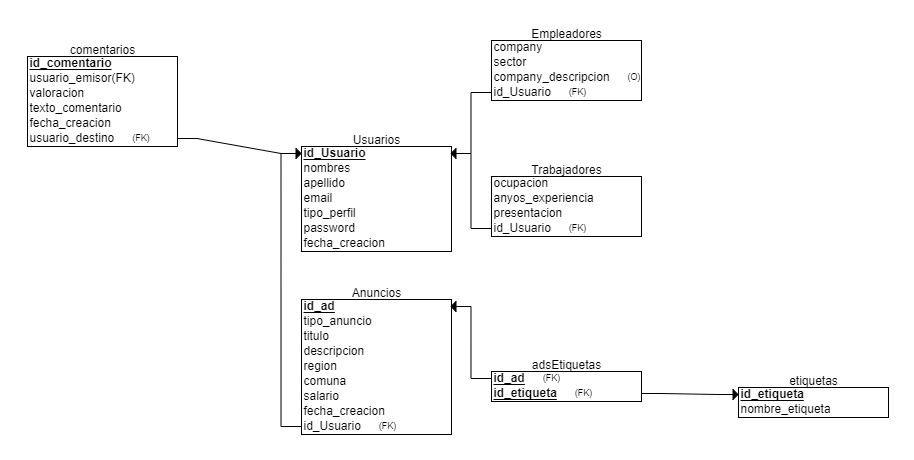 comentarios
id_comentario
usuario_emisor(FK)
valoracion
texto_comentario
fecha_creacion
usuario_destino (FK)
Usuarios
id_Usuario
nombres
apellido
email
tipo_perfil
password
fecha_creacion
Empleadores
company
sector
company_descripcion (O)
id_Usuario (FK)
Trabajadores
ocupacion
anyos_experiencia
presentacion
id_Usuario (FK)
Anuncios
id_ad
tipo_anuncio
titulo
descripcion
region
comuna
salario
fecha_creacion
id_Usuario (FK)
adsEtiquetas
id_ad (FK)
id_etiqueta (FK)
etiquetas
id_etiqueta
nombre_etiqueta